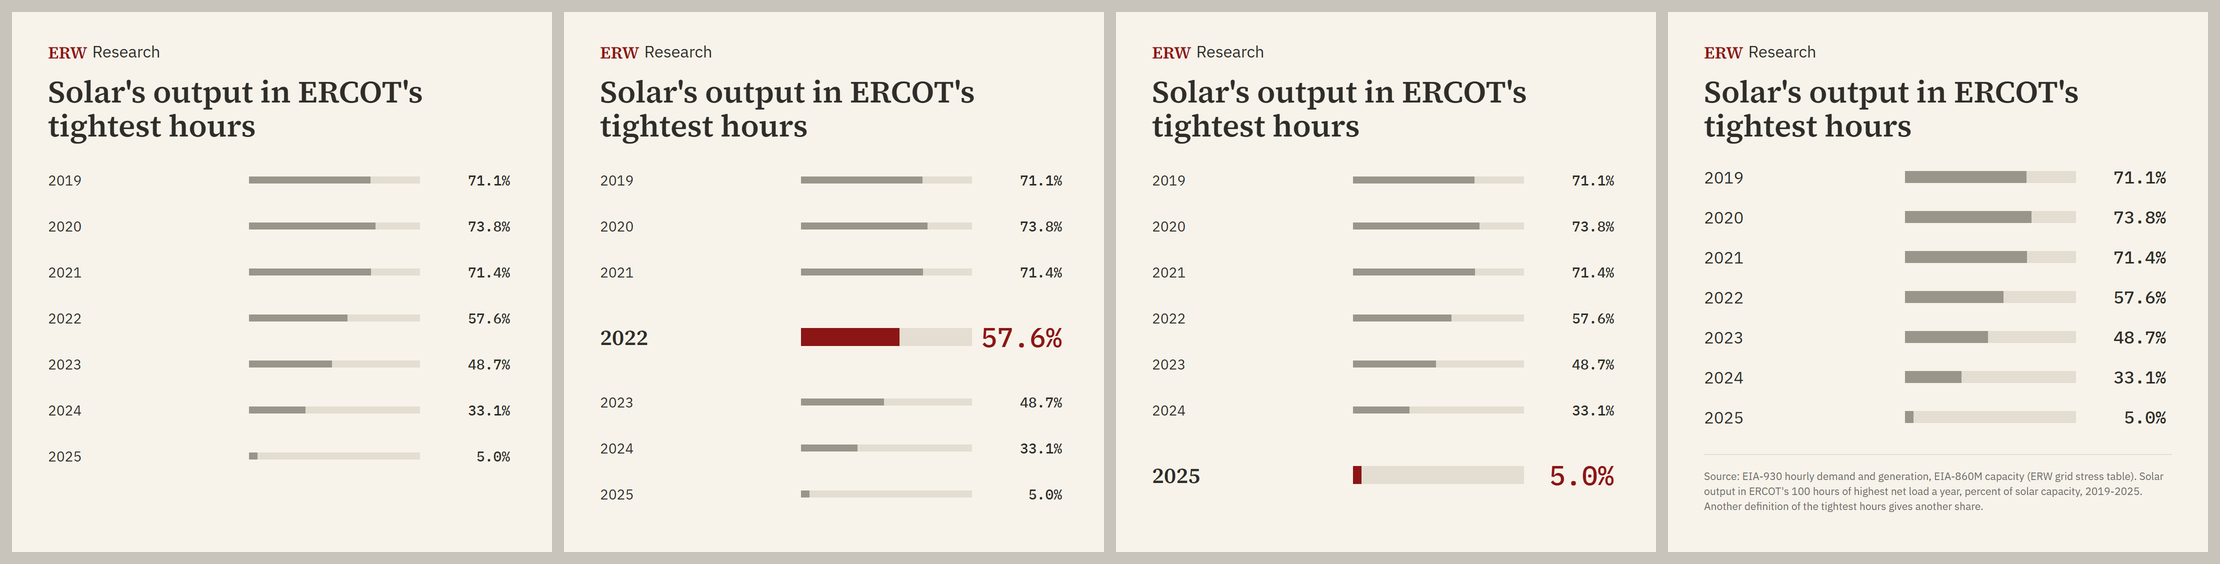 ERW Research
Solar's output in ERCOT's
tightest hours
2019 71.1%
2020 73.8%
2021 71.4%
2022 57.6%
2023 48.7%
2024 33.1%
2025 5.0%
ERW Research
Solar's output in ERCOT's
tightest hours
2019 71.1%
2020 73.8%
2021 71.4%
2022 57.6%
2023 48.7%
2024 33.1%
2025 5.0%
ERW Research
Solar's output in ERCOT's
tightest hours
2019 71.1%
2020 73.8%
2021 71.4%
2022 57.6%
2023 48.7%
2024 33.1%
2025 5.0%
ERW Research
Solar's output in ERCOT's
tightest hours
2019 71.1%
2020 73.8%
2021 71.4%
2022 57.6%
2023 48.7%
2024 33.1%
2025 5.0%
Source: EIA-930 hourly demand and generation, EIA-860M capacity (ERW grid stress table). Solar
output in ERCOT's 100 hours of highest net load a year, percent of solar capacity, 2019-2025.
Another definition of the tightest hours gives another share.